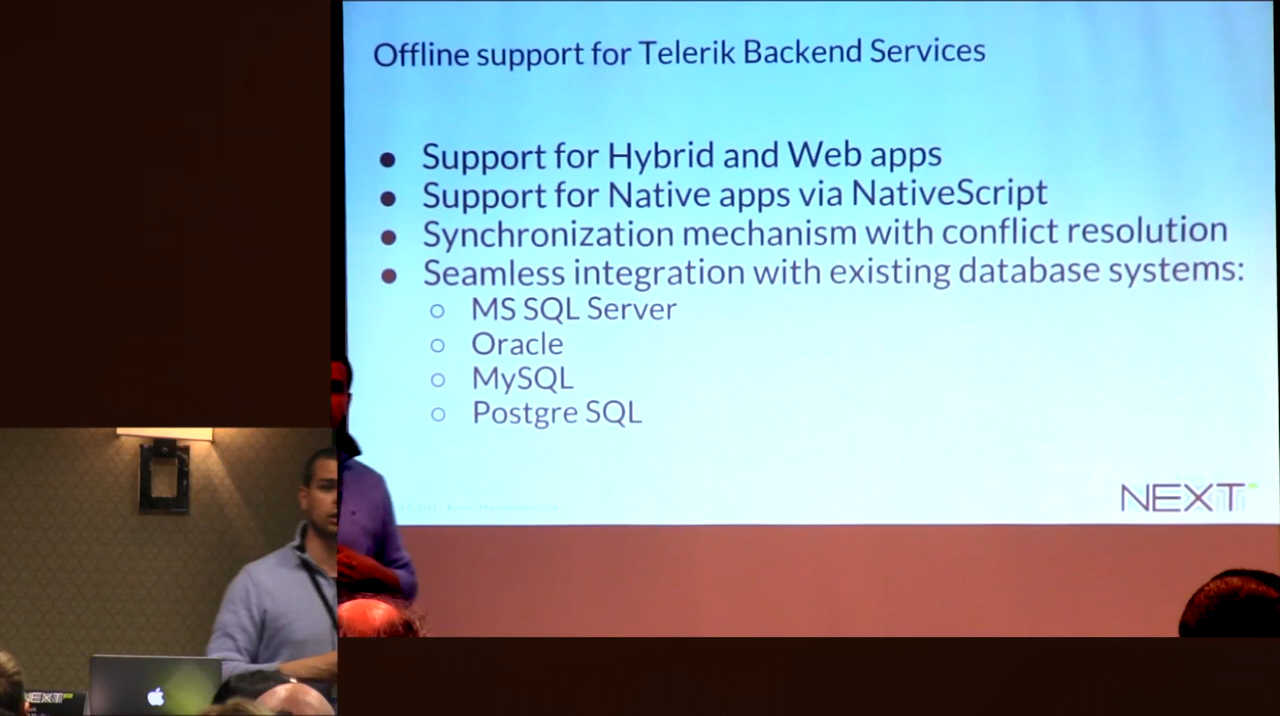 Offline support for Telerik Backend Services
● Support for Hybrid and Web apps
● Support for Native apps via NativeScript
● Synchronization mechanism with conflict resolution
● Seamless integration with existing database systems:
○ MS SQL Server
○ Oracle
○ MySQL
○ Postgre SQL
NEXT
NEXT